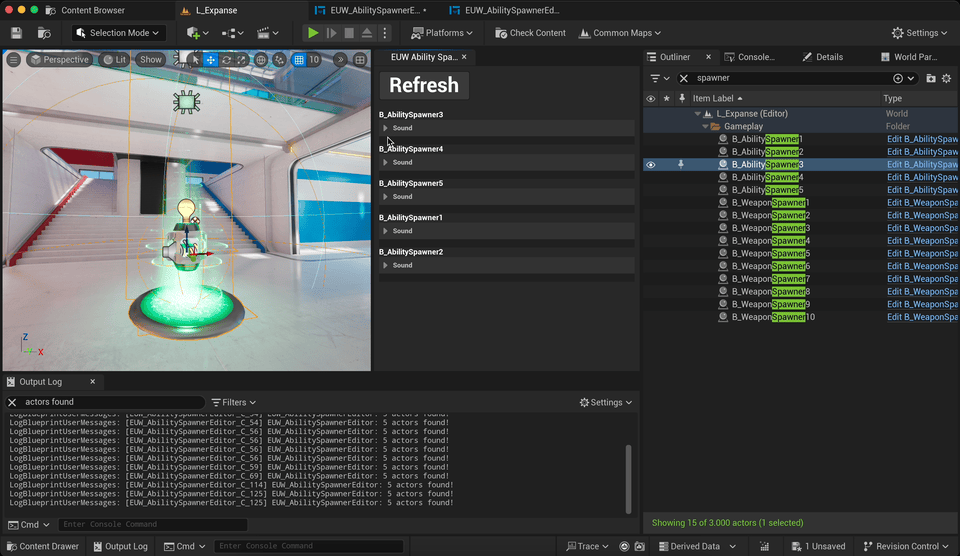 Content Browser
L_Expanse
EUW_AbilitySpawnerE... •
EUW_AbilitySpawnerEd...
Selection Mode
Platforms
Check Content
Common Maps
Settings
Perspective
Lit
Show
10
EUW Ability Spa...
Refresh
B_AbilitySpawner3
Sound
B_AbilitySpawner4
Sound
B_AbilitySpawner5
Sound
B_AbilitySpawner1
Sound
B_AbilitySpawner2
Sound
Z
X
Outliner
Console...
Details
World Par...
spawner
Item Label
Type
L_Expanse (Editor)
World
Gameplay
Folder
B_AbilitySpawner1
Edit B_AbilitySpaw
B_AbilitySpawner2
Edit B_AbilitySpaw
B_AbilitySpawner3
Edit B_AbilitySpaw
B_AbilitySpawner4
Edit B_AbilitySpaw
B_AbilitySpawner5
Edit B_AbilitySpaw
B_WeaponSpawner1
Edit B_WeaponSpa
B_WeaponSpawner2
Edit B_WeaponSpa
B_WeaponSpawner3
Edit B_WeaponSpa
B_WeaponSpawner4
Edit B_WeaponSpa
B_WeaponSpawner5
Edit B_WeaponSpa
B_WeaponSpawner6
Edit B_WeaponSpa
B_WeaponSpawner7
Edit B_WeaponSpa
B_WeaponSpawner8
Edit B_WeaponSpa
B_WeaponSpawner9
Edit B_WeaponSpa
B_WeaponSpawner10
Edit B_WeaponSpa
Showing 15 of 3.000 actors (1 selected)
Output Log
actors found
Filters
Settings
LogBlueprintUserMessages: [EUW_AbilitySpawnerEditor_C_54] EUW_AbilitySpawnerEditor: 5 actors found!
LogBlueprintUserMessages: [EUW_AbilitySpawnerEditor_C_54] EUW_AbilitySpawnerEditor: 5 actors found!
LogBlueprintUserMessages: [EUW_AbilitySpawnerEditor_C_56] EUW_AbilitySpawnerEditor: 5 actors found!
LogBlueprintUserMessages: [EUW_AbilitySpawnerEditor_C_56] EUW_AbilitySpawnerEditor: 5 actors found!
LogBlueprintUserMessages: [EUW_AbilitySpawnerEditor_C_56] EUW_AbilitySpawnerEditor: 5 actors found!
LogBlueprintUserMessages: [EUW_AbilitySpawnerEditor_C_56] EUW_AbilitySpawnerEditor: 5 actors found!
LogBlueprintUserMessages: [EUW_AbilitySpawnerEditor_C_59] EUW_AbilitySpawnerEditor: 5 actors found!
LogBlueprintUserMessages: [EUW_AbilitySpawnerEditor_C_69] EUW_AbilitySpawnerEditor: 5 actors found!
LogBlueprintUserMessages: [EUW_AbilitySpawnerEditor_C_114] EUW_AbilitySpawnerEditor: 5 actors found!
LogBlueprintUserMessages: [EUW_AbilitySpawnerEditor_C_125] EUW_AbilitySpawnerEditor: 5 actors found!
LogBlueprintUserMessages: [EUW_AbilitySpawnerEditor_C_125] EUW_AbilitySpawnerEditor: 5 actors found!
Cmd
Enter Console Command
Content Drawer
Output Log
Cmd
Enter Console Command
Trace
Derived Data
1 Unsaved
Revision Control